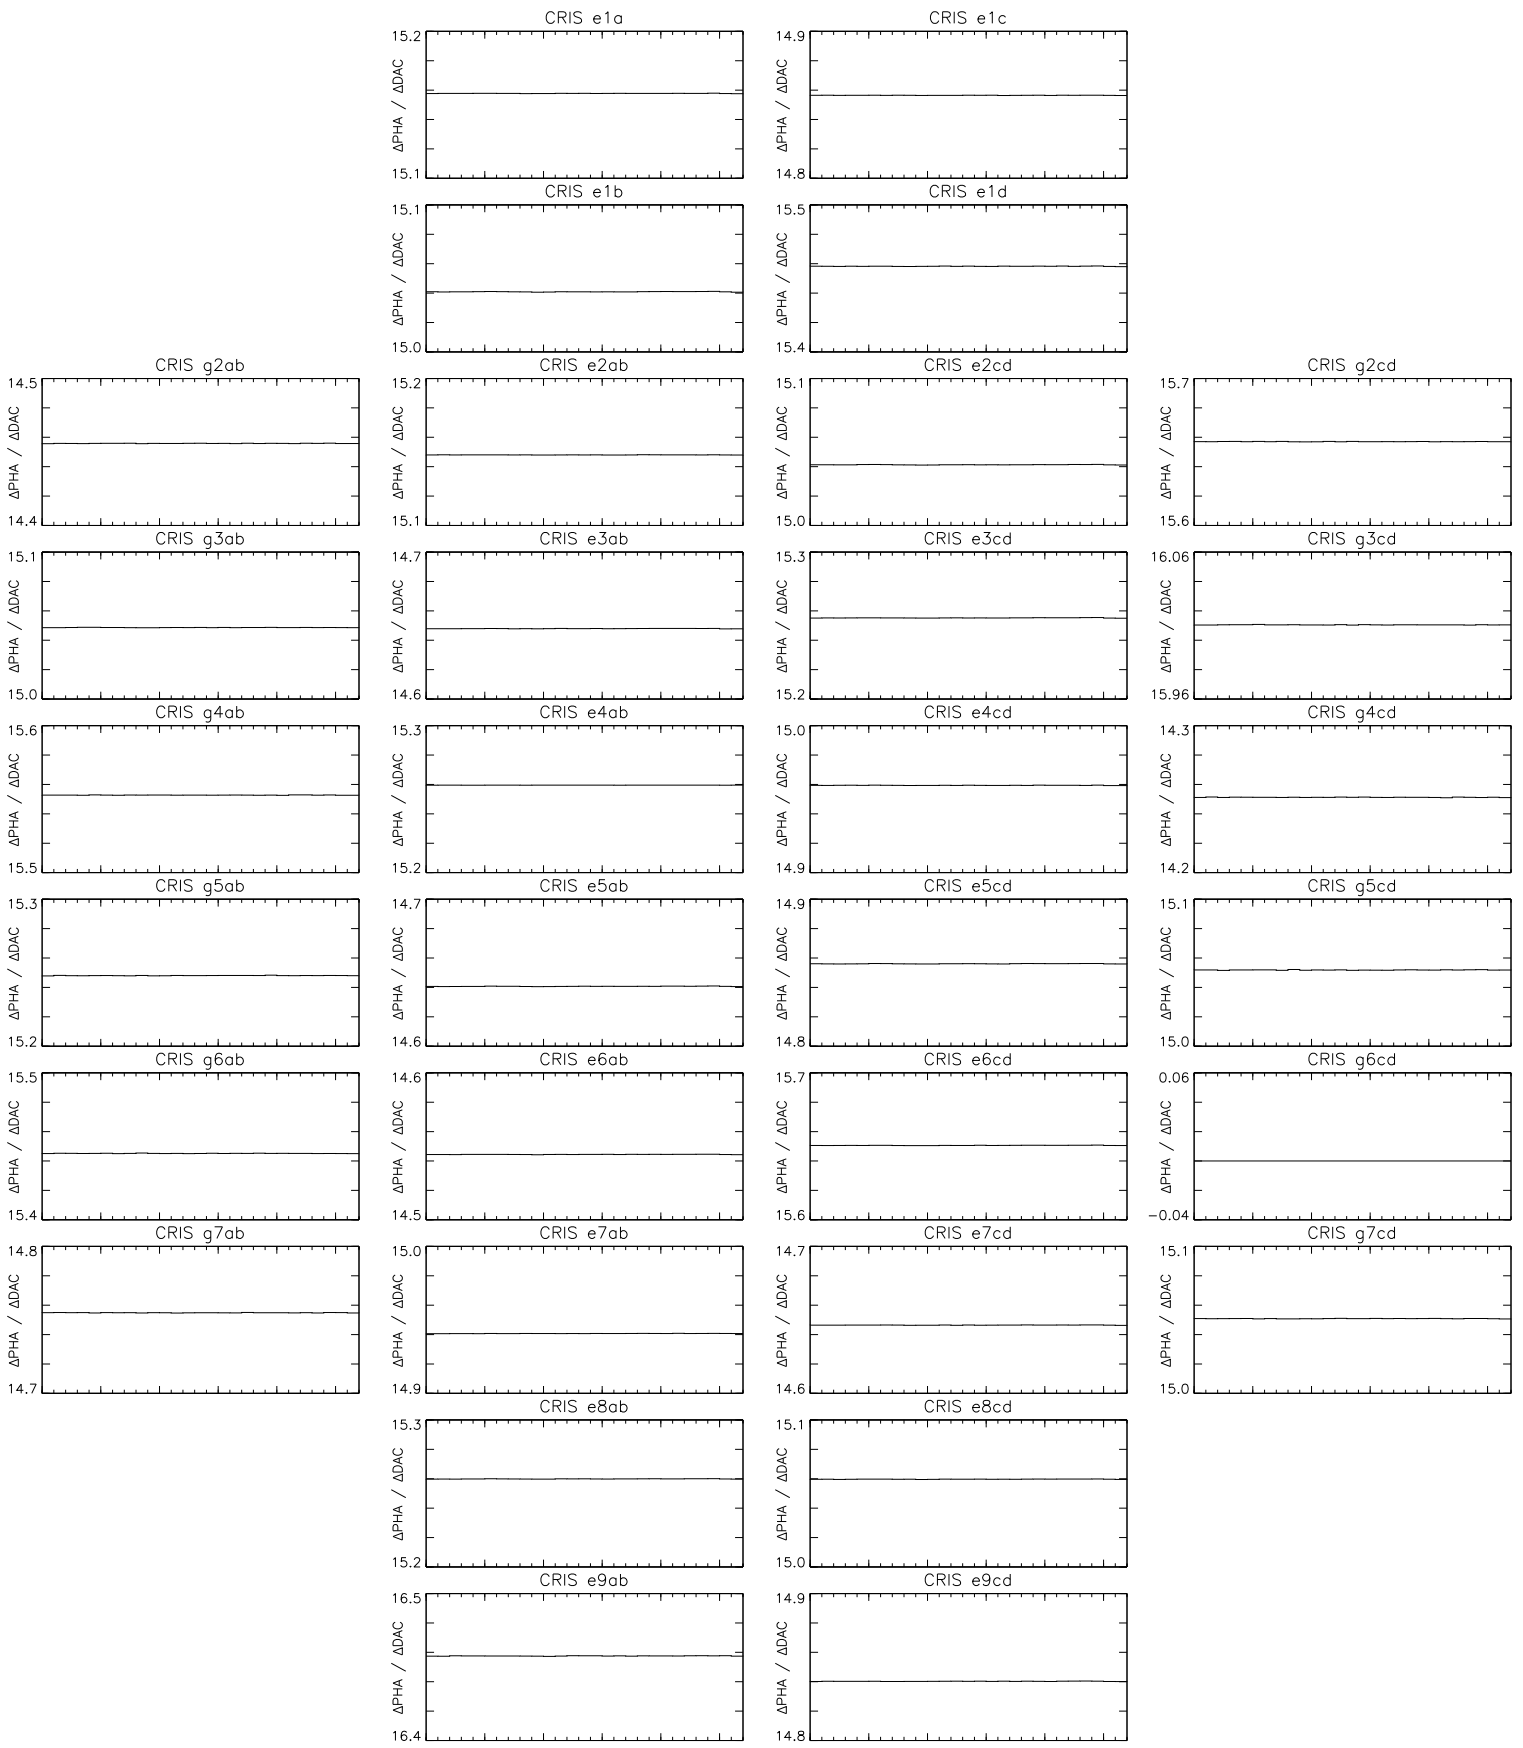 CRIS e1a
15.2
ΔPHA / ΔDAC
15.1
CRIS e1c
14.9
ΔPHA / ΔDAC
14.8
CRIS e1b
15.1
ΔPHA / ΔDAC
15.0
CRIS e1d
15.5
ΔPHA / ΔDAC
15.4
CRIS g2ab
14.5
ΔPHA / ΔDAC
14.4
CRIS e2ab
15.2
ΔPHA / ΔDAC
15.1
CRIS e2cd
15.1
ΔPHA / ΔDAC
15.0
CRIS g2cd
15.7
ΔPHA / ΔDAC
15.6
CRIS g3ab
15.1
ΔPHA / ΔDAC
15.0
CRIS e3ab
14.7
ΔPHA / ΔDAC
14.6
CRIS e3cd
15.3
ΔPHA / ΔDAC
15.2
CRIS g3cd
16.06
ΔPHA / ΔDAC
15.96
CRIS g4ab
15.6
ΔPHA / ΔDAC
15.5
CRIS e4ab
15.3
ΔPHA / ΔDAC
15.2
CRIS e4cd
15.0
ΔPHA / ΔDAC
14.9
CRIS g4cd
14.3
ΔPHA / ΔDAC
14.2
CRIS g5ab
15.3
ΔPHA / ΔDAC
15.2
CRIS e5ab
14.7
ΔPHA / ΔDAC
14.6
CRIS e5cd
14.9
ΔPHA / ΔDAC
14.8
CRIS g5cd
15.1
ΔPHA / ΔDAC
15.0
CRIS g6ab
15.5
ΔPHA / ΔDAC
15.4
CRIS e6ab
14.6
ΔPHA / ΔDAC
14.5
CRIS e6cd
15.7
ΔPHA / ΔDAC
15.6
CRIS g6cd
0.06
ΔPHA / ΔDAC
−0.04
CRIS g7ab
14.8
ΔPHA / ΔDAC
14.7
CRIS e7ab
15.0
ΔPHA / ΔDAC
14.9
CRIS e7cd
14.7
ΔPHA / ΔDAC
14.6
CRIS g7cd
15.1
ΔPHA / ΔDAC
15.0
CRIS e8ab
15.3
ΔPHA / ΔDAC
15.2
CRIS e8cd
15.1
ΔPHA / ΔDAC
15.0
CRIS e9ab
16.5
ΔPHA / ΔDAC
16.4
CRIS e9cd
14.9
ΔPHA / ΔDAC
14.8